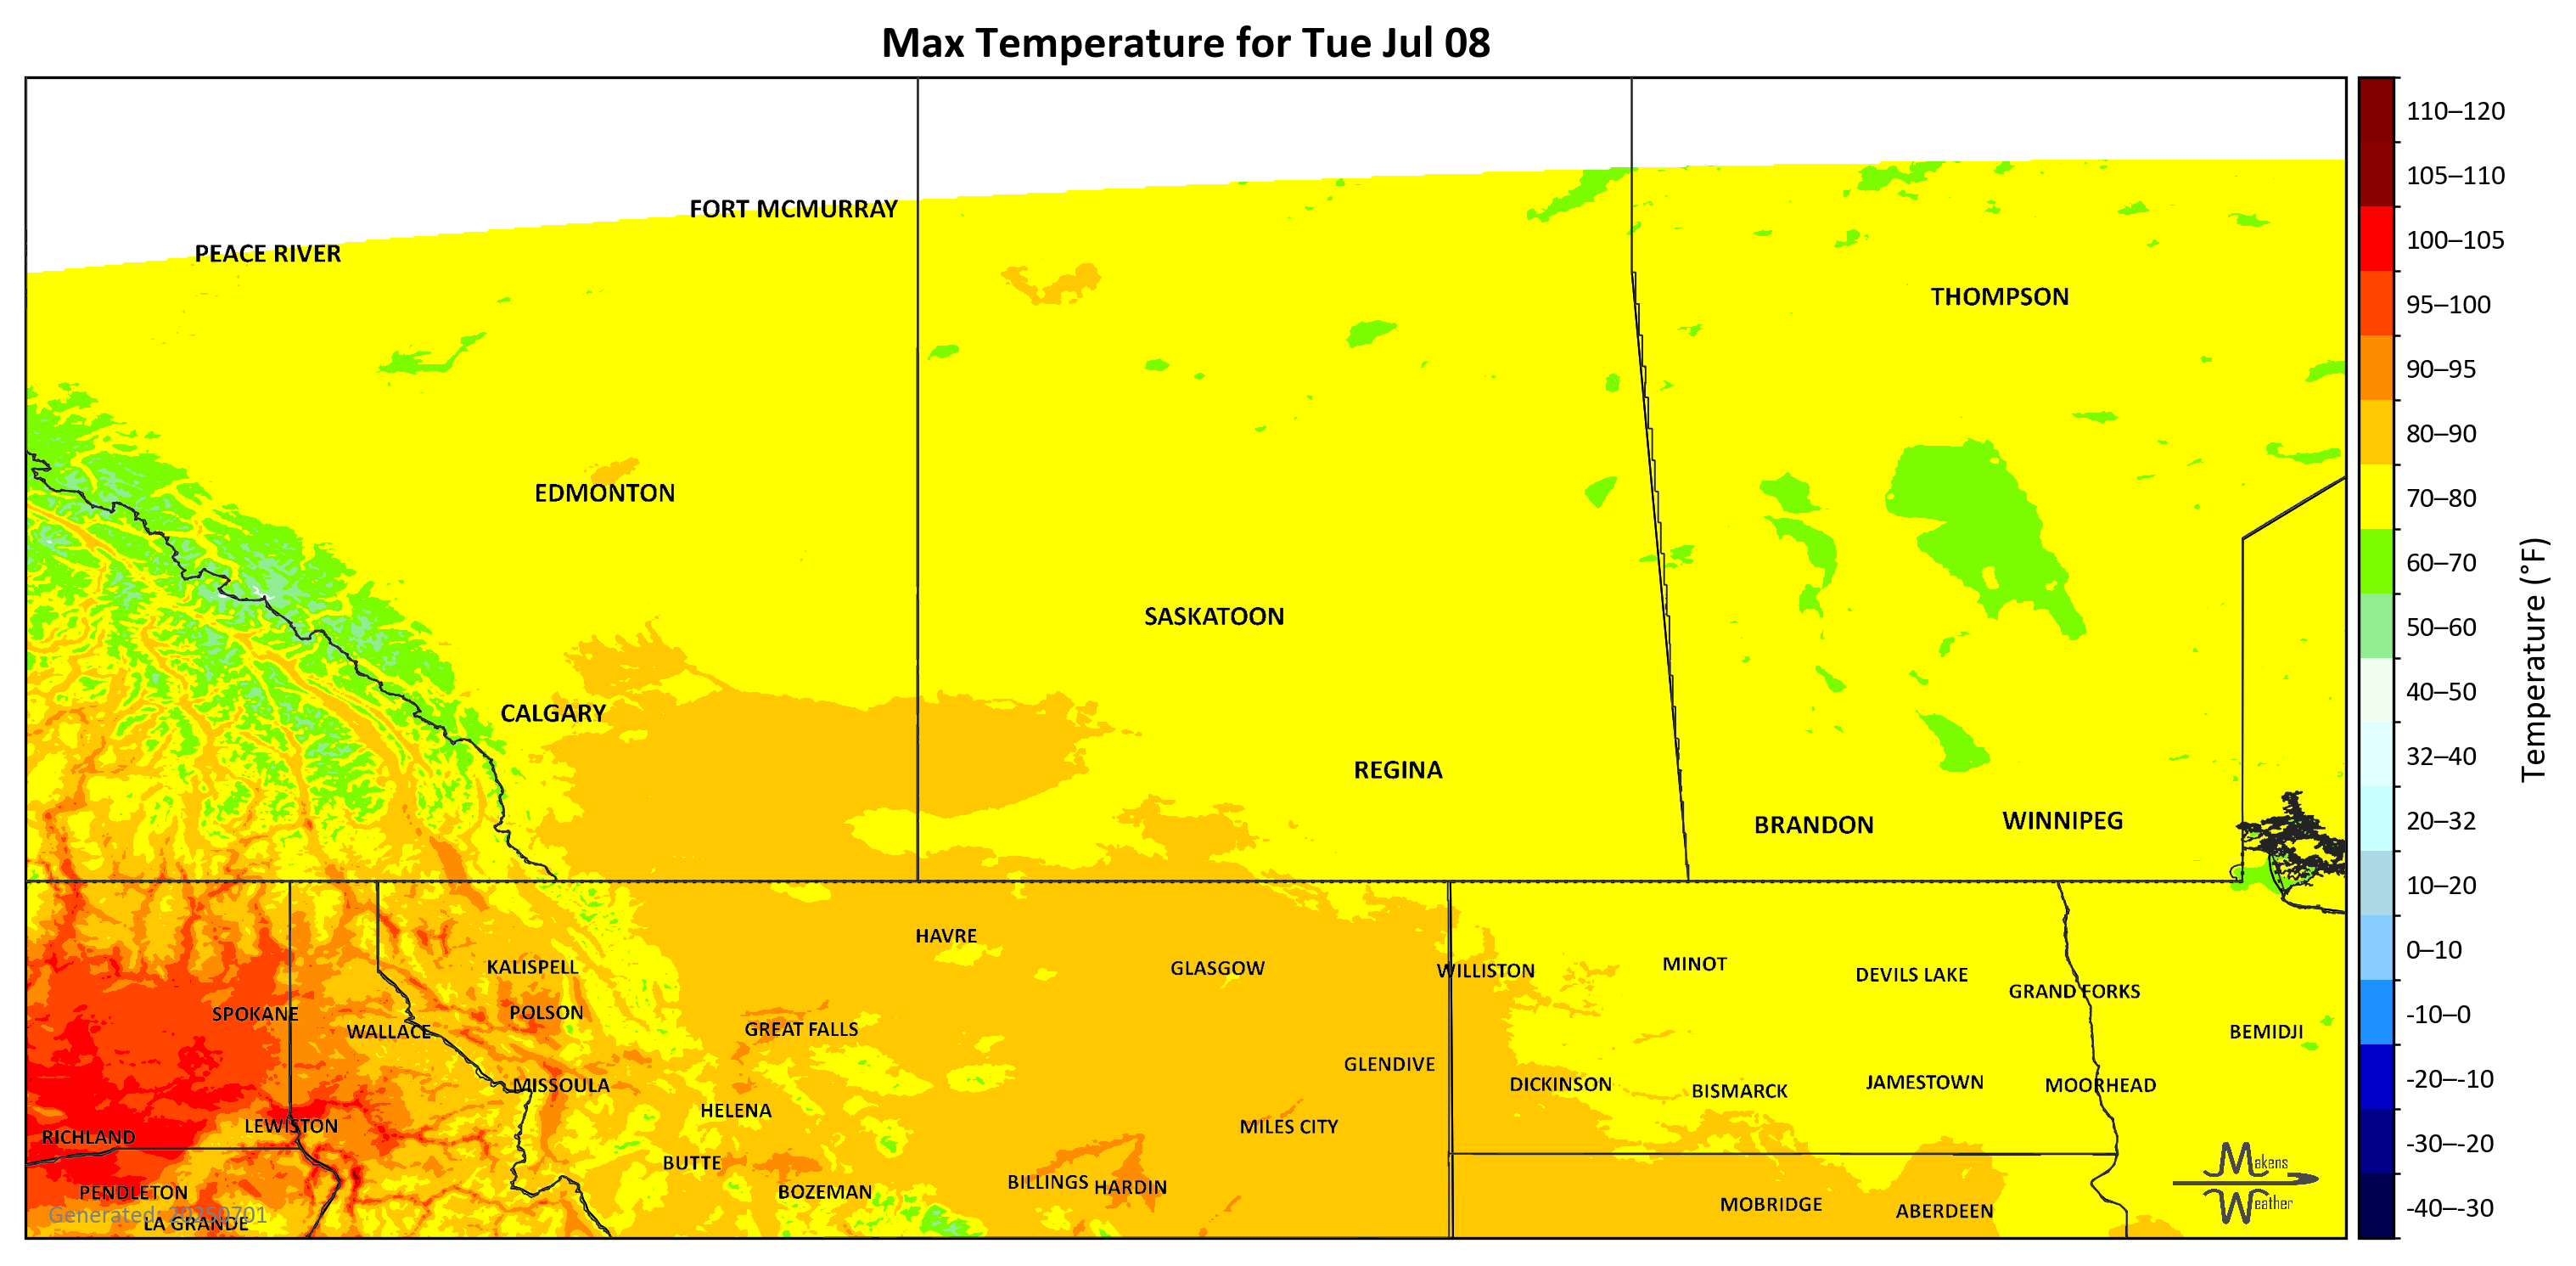 Max Temperature for Tue Jul 08
FORT MCMURRAY
PEACE RIVER
THOMPSON
EDMONTON
SASKATOON
CALGARY
REGINA
BRANDON
WINNIPEG
HAVRE
KALISPELL
GLASGOW
WILLISTON
MINOT
DEVILS LAKE
GRAND FORKS
SPOKANE
POLSON
WALLACE
GREAT FALLS
BEMIDJI
GLENDIVE
MISSOULA
DICKINSON
BISMARCK
JAMESTOWN
MOORHEAD
HELENA
LEWISTON
MILES CITY
RICHLAND
BUTTE
BILLINGS
HARDIN
PENDLETON
BOZEMAN
MOBRIDGE
ABERDEEN
Generated: 20250701
LA GRANDE
Makens
Weather
110–120
105–110
100–105
95–100
90–95
80–90
70–80
60–70
50–60
40–50
32–40
20–32
10–20
0–10
-10–0
-20–-10
-30–-20
-40–-30
Temperature (°F)